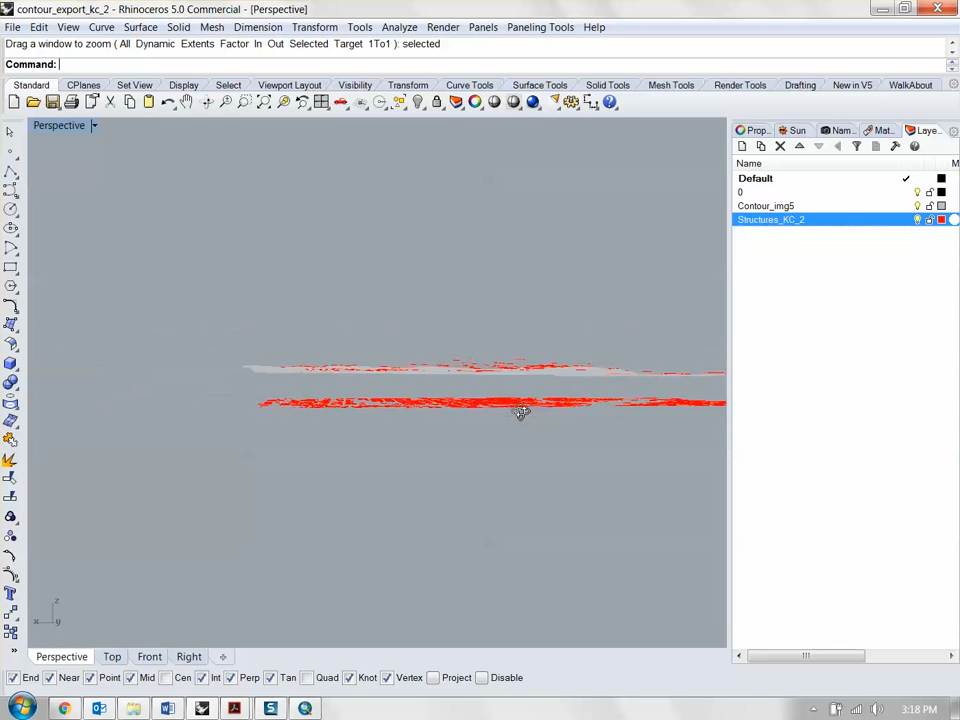 contour_export_kc_2 - Rhinoceros 5.0 Commercial - [Perspective]
File Edit View Curve Surface Solid Mesh Dimension Transform Tools Analyze Render Panels Paneling Tools Help
Drag a window to zoom ( All Dynamic Extents Factor In Out Selected Target 1To1 ): selected
Command:
Standard CPlanes Set View Display Select Viewport Layout Visibility Transform Curve Tools Surface Tools Solid Tools Mesh Tools Render Tools Drafting New in V5 WalkAbout
Perspective
Prop... Sun Nam... Mat... Laye...
Name M
Default
0
Contour_img5
Structures_KC_2
z
x y
Perspective Top Front Right
End Near Point Mid Cen Int Perp Tan Quad Knot Vertex Project Disable
3:18 PM